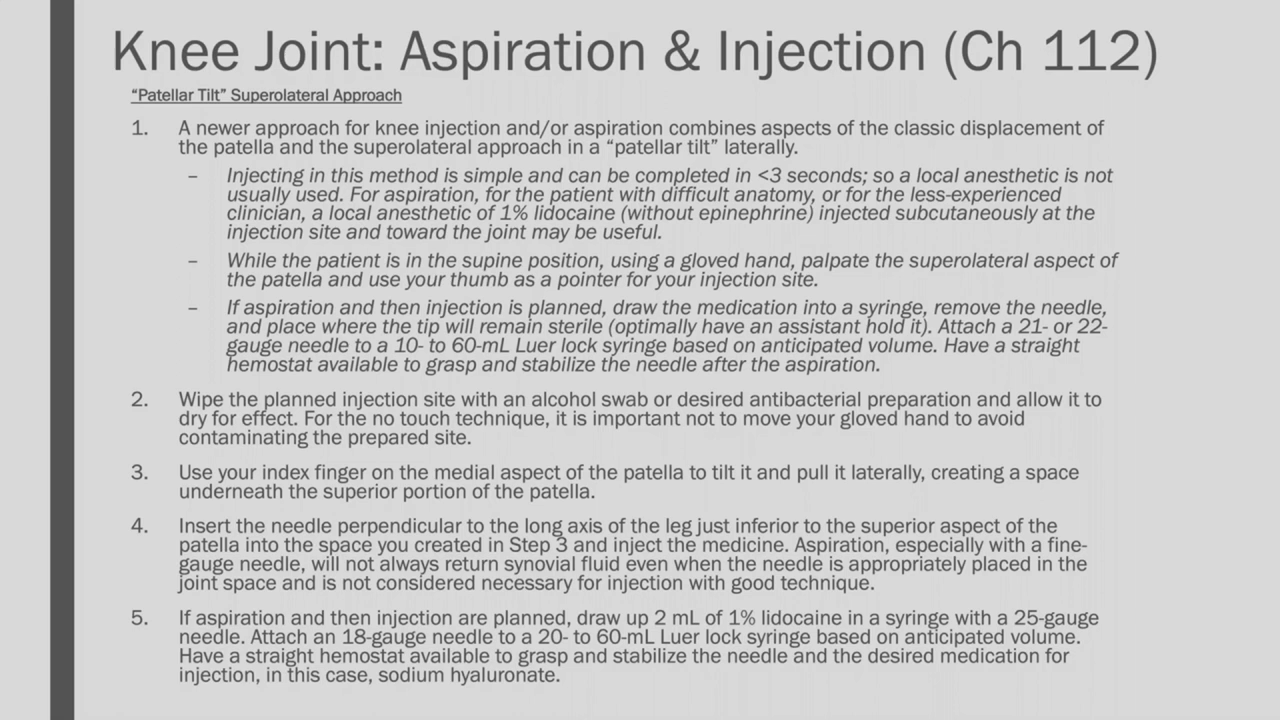 Knee Joint: Aspiration & Injection (Ch 112)
“Patellar Tilt” Superolateral Approach
1. A newer approach for knee injection and/or aspiration combines aspects of the classic displacement of
the patella and the superolateral approach in a “patellar tilt” laterally.
– Injecting in this method is simple and can be completed in <3 seconds; so a local anesthetic is not
usually used. For aspiration, for the patient with difficult anatomy, or for the less-experienced
clinician, a local anesthetic of 1% lidocaine (without epinephrine) injected subcutaneously at the
injection site and toward the joint may be useful.
– While the patient is in the supine position, using a gloved hand, palpate the superolateral aspect of
the patella and use your thumb as a pointer for your injection site.
– If aspiration and then injection is planned, draw the medication into a syringe, remove the needle,
and place where the tip will remain sterile (optimally have an assistant hold it). Attach a 21- or 22-
gauge needle to a 10- to 60-mL Luer lock syringe based on anticipated volume. Have a straight
hemostat available to grasp and stabilize the needle after the aspiration.
2. Wipe the planned injection site with an alcohol swab or desired antibacterial preparation and allow it to
dry for effect. For the no touch technique, it is important not to move your gloved hand to avoid
contaminating the prepared site.
3. Use your index finger on the medial aspect of the patella to tilt it and pull it laterally, creating a space
underneath the superior portion of the patella.
4. Insert the needle perpendicular to the long axis of the leg just inferior to the superior aspect of the
patella into the space you created in Step 3 and inject the medicine. Aspiration, especially with a fine-
gauge needle, will not always return synovial fluid even when the needle is appropriately placed in the
joint space and is not considered necessary for injection with good technique.
5. If aspiration and then injection are planned, draw up 2 mL of 1% lidocaine in a syringe with a 25-gauge
needle. Attach an 18-gauge needle to a 20- to 60-mL Luer lock syringe based on anticipated volume.
Have a straight hemostat available to grasp and stabilize the needle and the desired medication for
injection, in this case, sodium hyaluronate.